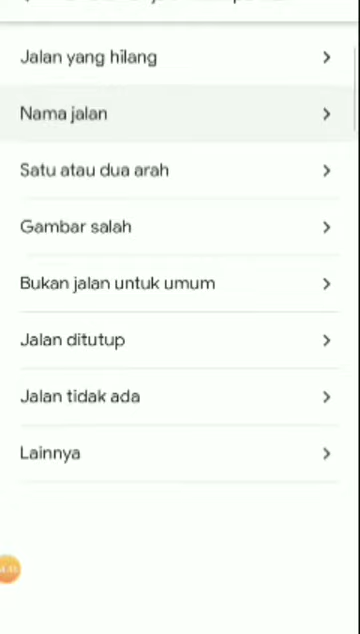 Jalan yang hilang
Nama jalan
Satu atau dua arah
Gambar salah
Bukan jalan untuk umum
Jalan ditutup
Jalan tidak ada
Lainnya